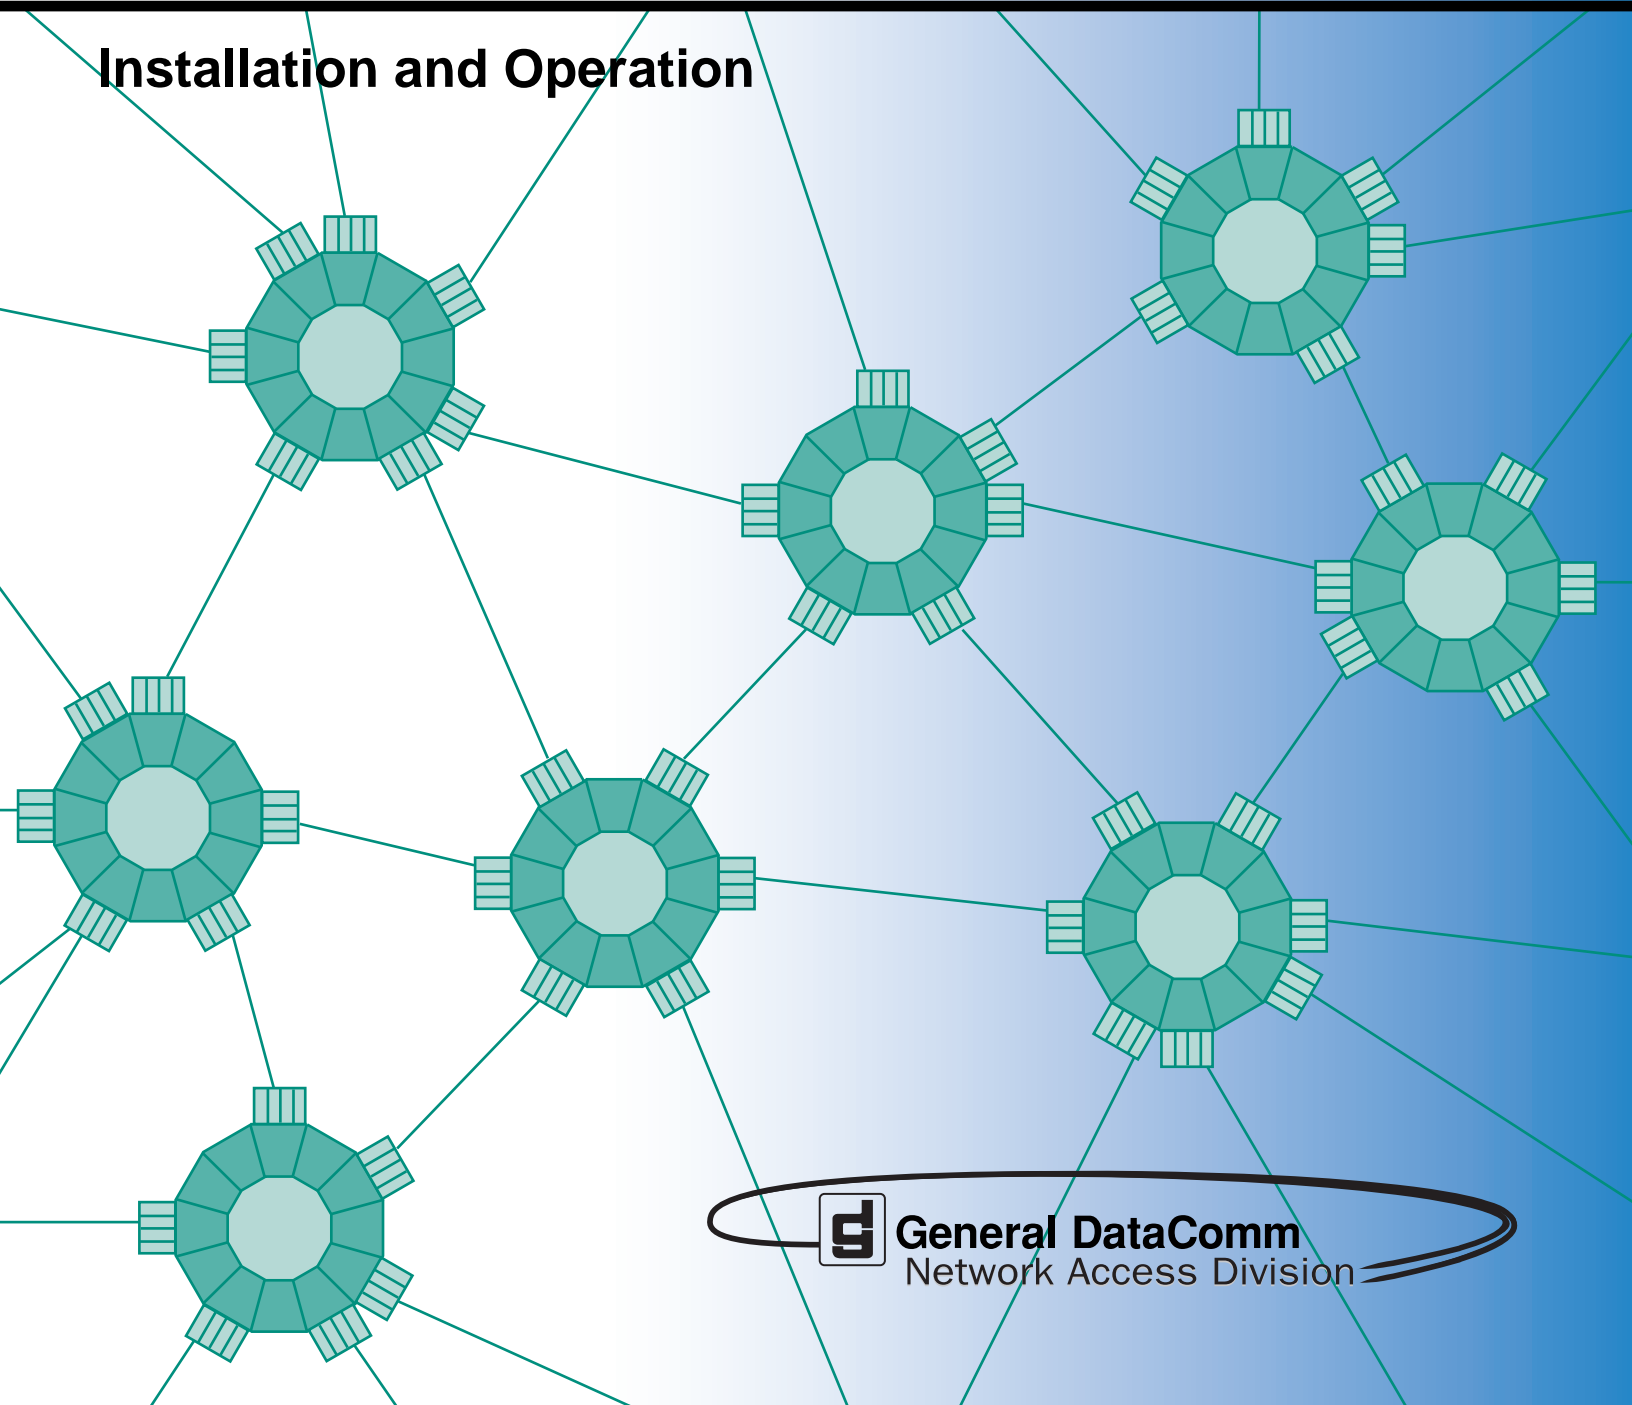 Installation and Operation
General DataComm
Network Access Division